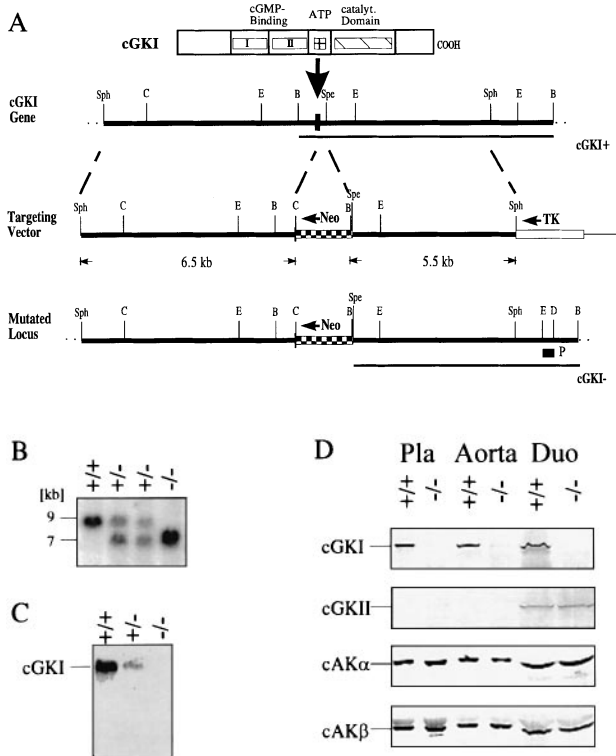 A
cGMP-
Binding
ATP
catalyt.
Domain
cGKI
I
II
COOH
Sph C E B Spe E Sph E B
cGKI
Gene
cGKI+
Targeting
Vector
Sph C E B C Neo B Spe E Sph TK
6.5 kb 5.5 kb
Mutated
Locus
Sph C E B C Neo B Spe E Sph E D B
P
cGKI-
B
+/+ -/+ -/+ -/-
[kb]
9
7
C
+/+ -/+ -/-
cGKI
D
Pla Aorta Duo
+/+ -/- +/+ -/- +/+ -/-
cGKI
cGKII
cAKα
cAKβ